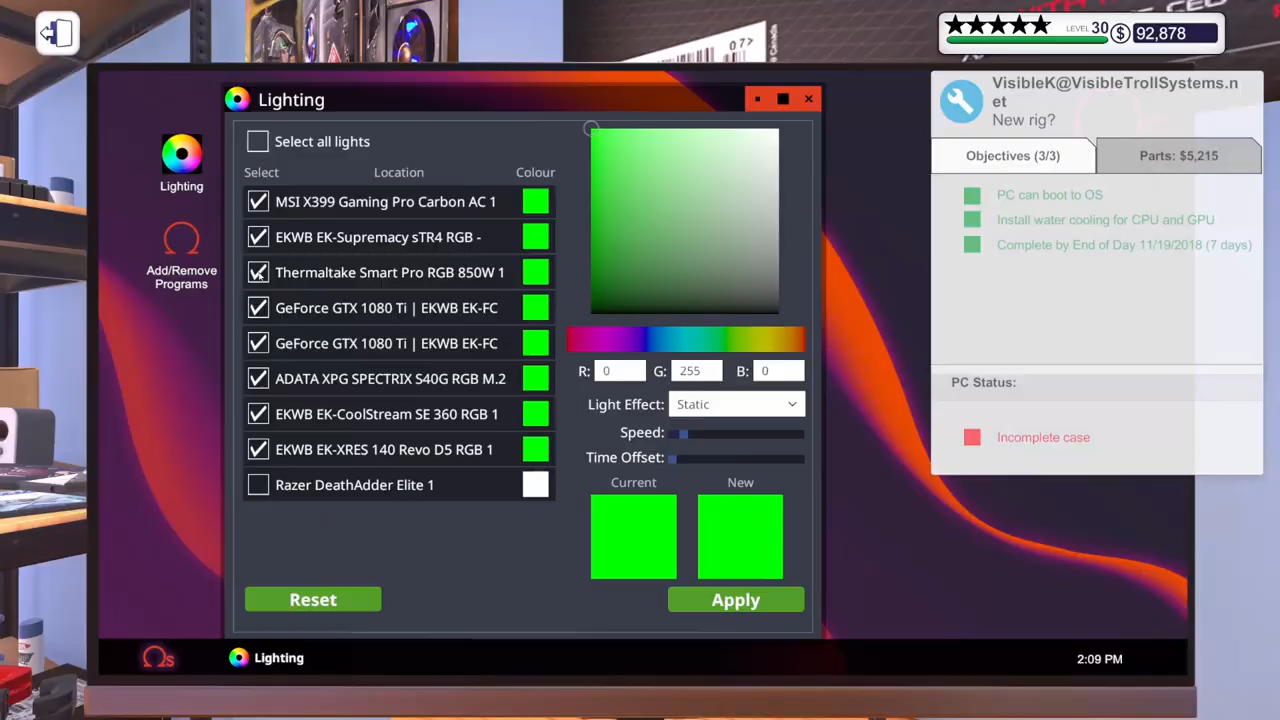 LEVEL 30
$ 92,878
0.7>
VisibleK@VisibleTrollSystems.n
et
New rig?
Objectives (3/3)
Parts: $5,215
PC can boot to OS
Install water cooling for CPU and GPU
Complete by End of Day 11/19/2018 (7 days)
PC Status:
Incomplete case
Lighting
Add/Remove
Programs
Lighting
Select all lights
Select
Location
Colour
MSI X399 Gaming Pro Carbon AC 1
EKWB EK-Supremacy sTR4 RGB -
Thermaltake Smart Pro RGB 850W 1
GeForce GTX 1080 Ti | EKWB EK-FC
GeForce GTX 1080 Ti | EKWB EK-FC
ADATA XPG SPECTRIX S40G RGB M.2
EKWB EK-CoolStream SE 360 RGB 1
EKWB EK-XRES 140 Revo D5 RGB 1
Razer DeathAdder Elite 1
R: 0 G: 255 B: 0
Light Effect: Static
Speed:
Time Offset:
Current
New
Reset
Apply
Ωs
Lighting
2:09 PM